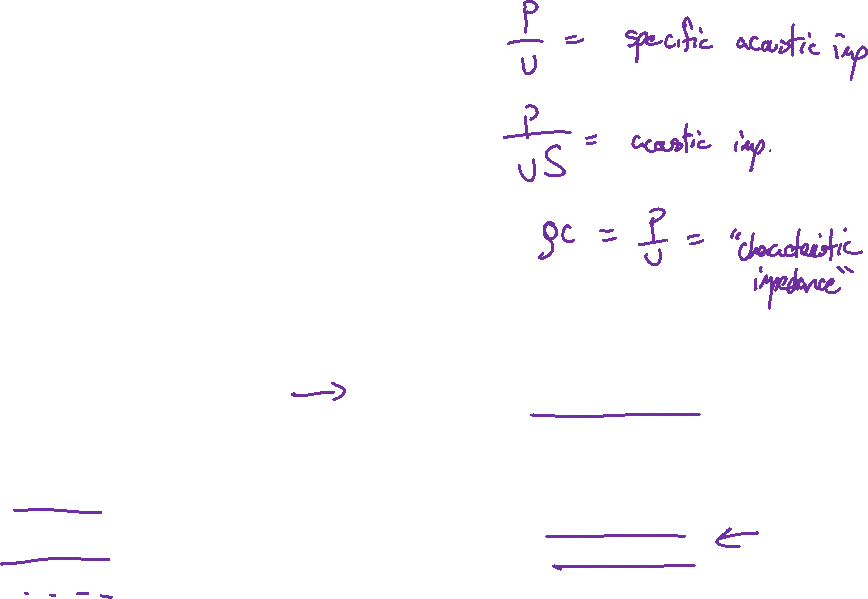 P/U = specific acoustic imp
P/US = acoustic imp.
ρc = P/U = "characteristic
impedance"